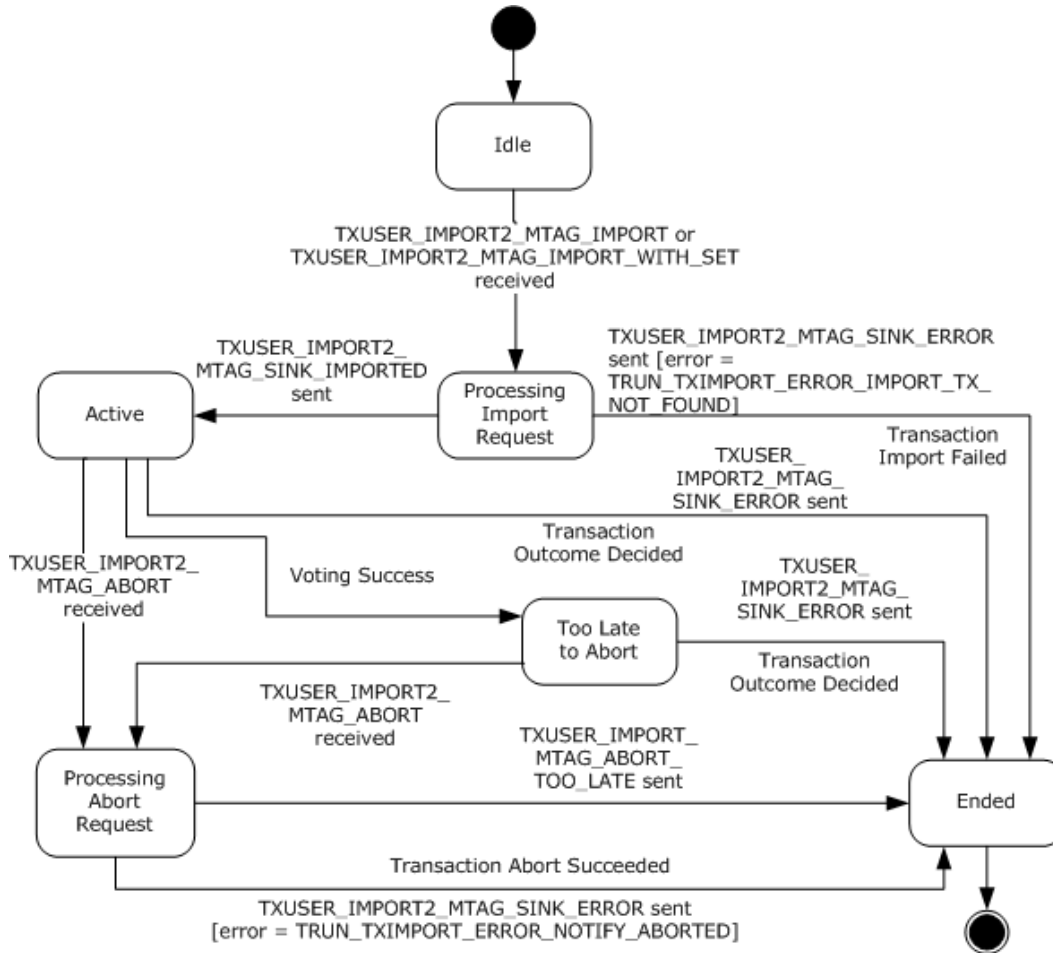 Idle
TXUSER_IMPORT2_MTAG_IMPORT or
TXUSER_IMPORT2_MTAG_IMPORT_WITH_SET
received
TXUSER_IMPORT2_
MTAG_SINK_IMPORTED
sent
TXUSER_IMPORT2_MTAG_SINK_ERROR
sent [error =
TRUN_TXIMPORT_ERROR_IMPORT_TX_
NOT_FOUND]
Active
Processing
Import
Request
Transaction
Import Failed
TXUSER_
IMPORT2_MTAG_
SINK_ERROR sent
Transaction
Outcome Decided
TXUSER_IMPORT2_
MTAG_ABORT
received
Voting Success
TXUSER_
IMPORT2_MTAG_
SINK_ERROR sent
Too Late
to Abort
Transaction
Outcome Decided
TXUSER_IMPORT2_
MTAG_ABORT
received
TXUSER_IMPORT_
MTAG_ABORT_
TOO_LATE sent
Processing
Abort
Request
Ended
Transaction Abort Succeeded
TXUSER_IMPORT2_MTAG_SINK_ERROR sent
[error = TRUN_TXIMPORT_ERROR_NOTIFY_ABORTED]